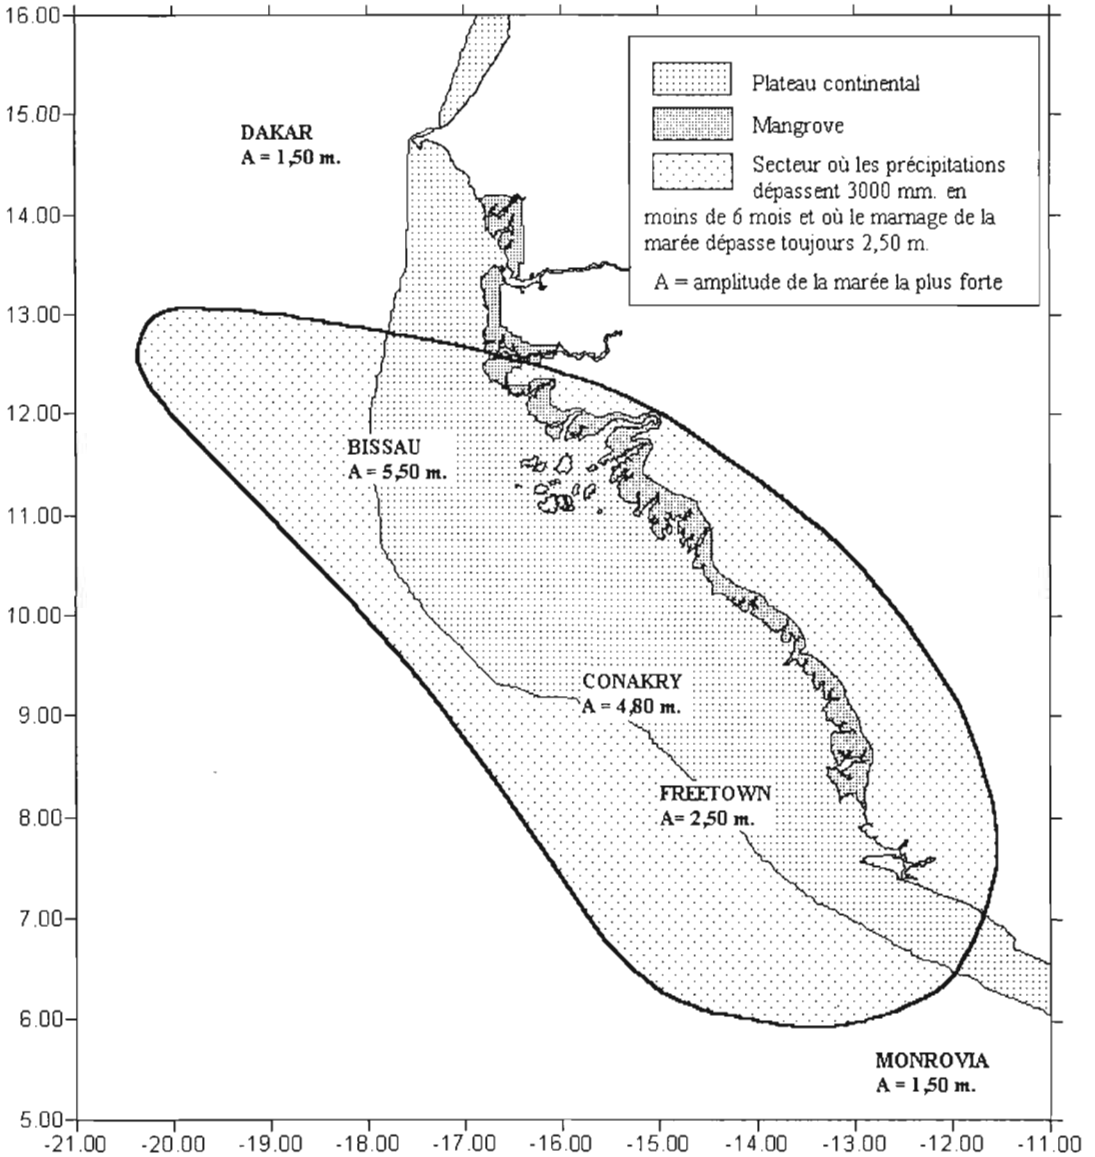 16.00
15.00
14.00
13.00
12.00
11.00
10.00
9.00
8.00
7.00
6.00
5.00
-21.00 -20.00 -19.00 -18.00 -17.00 -16.00 -15.00 -14.00 -13.00 -12.00 -11.00
Plateau continental
Mangrove
Secteur où les précipitations
dépassent 3000 mm. en
moins de 6 mois et où le marnage de la
marée dépasse toujours 2,50 m.
A = amplitude de la marée la plus forte
DAKAR
A = 1,50 m.
BISSAU
A = 5,50 m.
CONAKRY
A = 4,80 m.
FREETOWN
A= 2,50 m.
MONROVIA
A = 1,50 m.